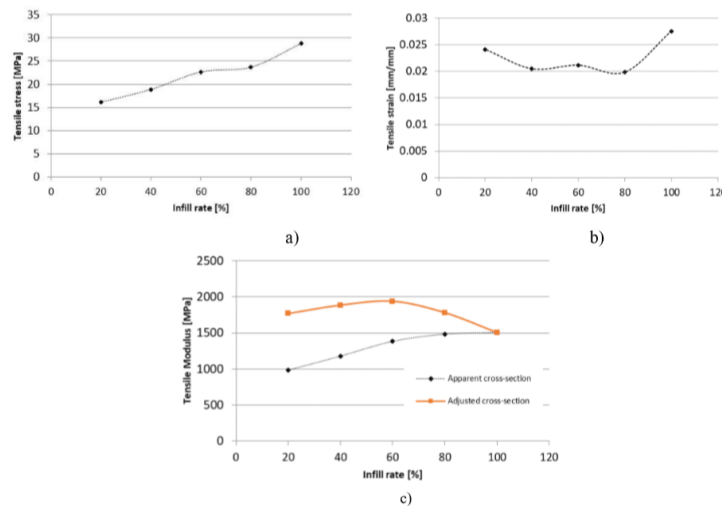 35
30
25
20
15
10
5
0
Tensile stress [MPa]
0 20 40 60 80 100 120
Infill rate [%]
a)
0.03
0.025
0.02
0.015
0.01
0.005
0
Tensile strain [mm/mm]
0 20 40 60 80 100 120
Infill rate [%]
b)
2500
2000
1500
1000
500
0
Tensile Modulus [MPa]
Apparent cross-section
Adjusted cross-section
0 20 40 60 80 100 120
Infill rate [%]
c)